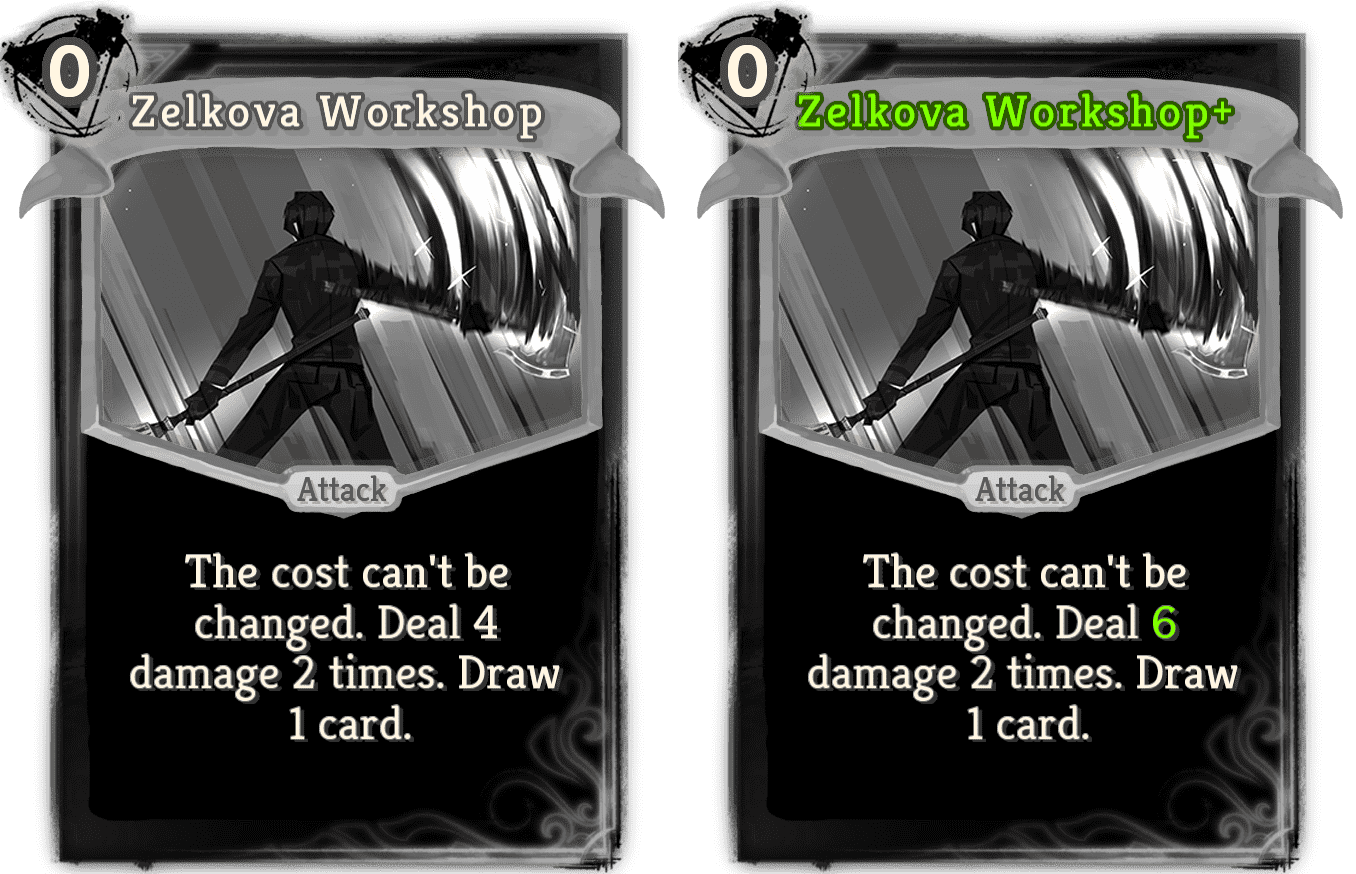 0
Zelkova Workshop
Attack
The cost can't be
changed. Deal 4
damage 2 times. Draw
1 card.
0
Zelkova Workshop+
Attack
The cost can't be
changed. Deal 6
damage 2 times. Draw
1 card.